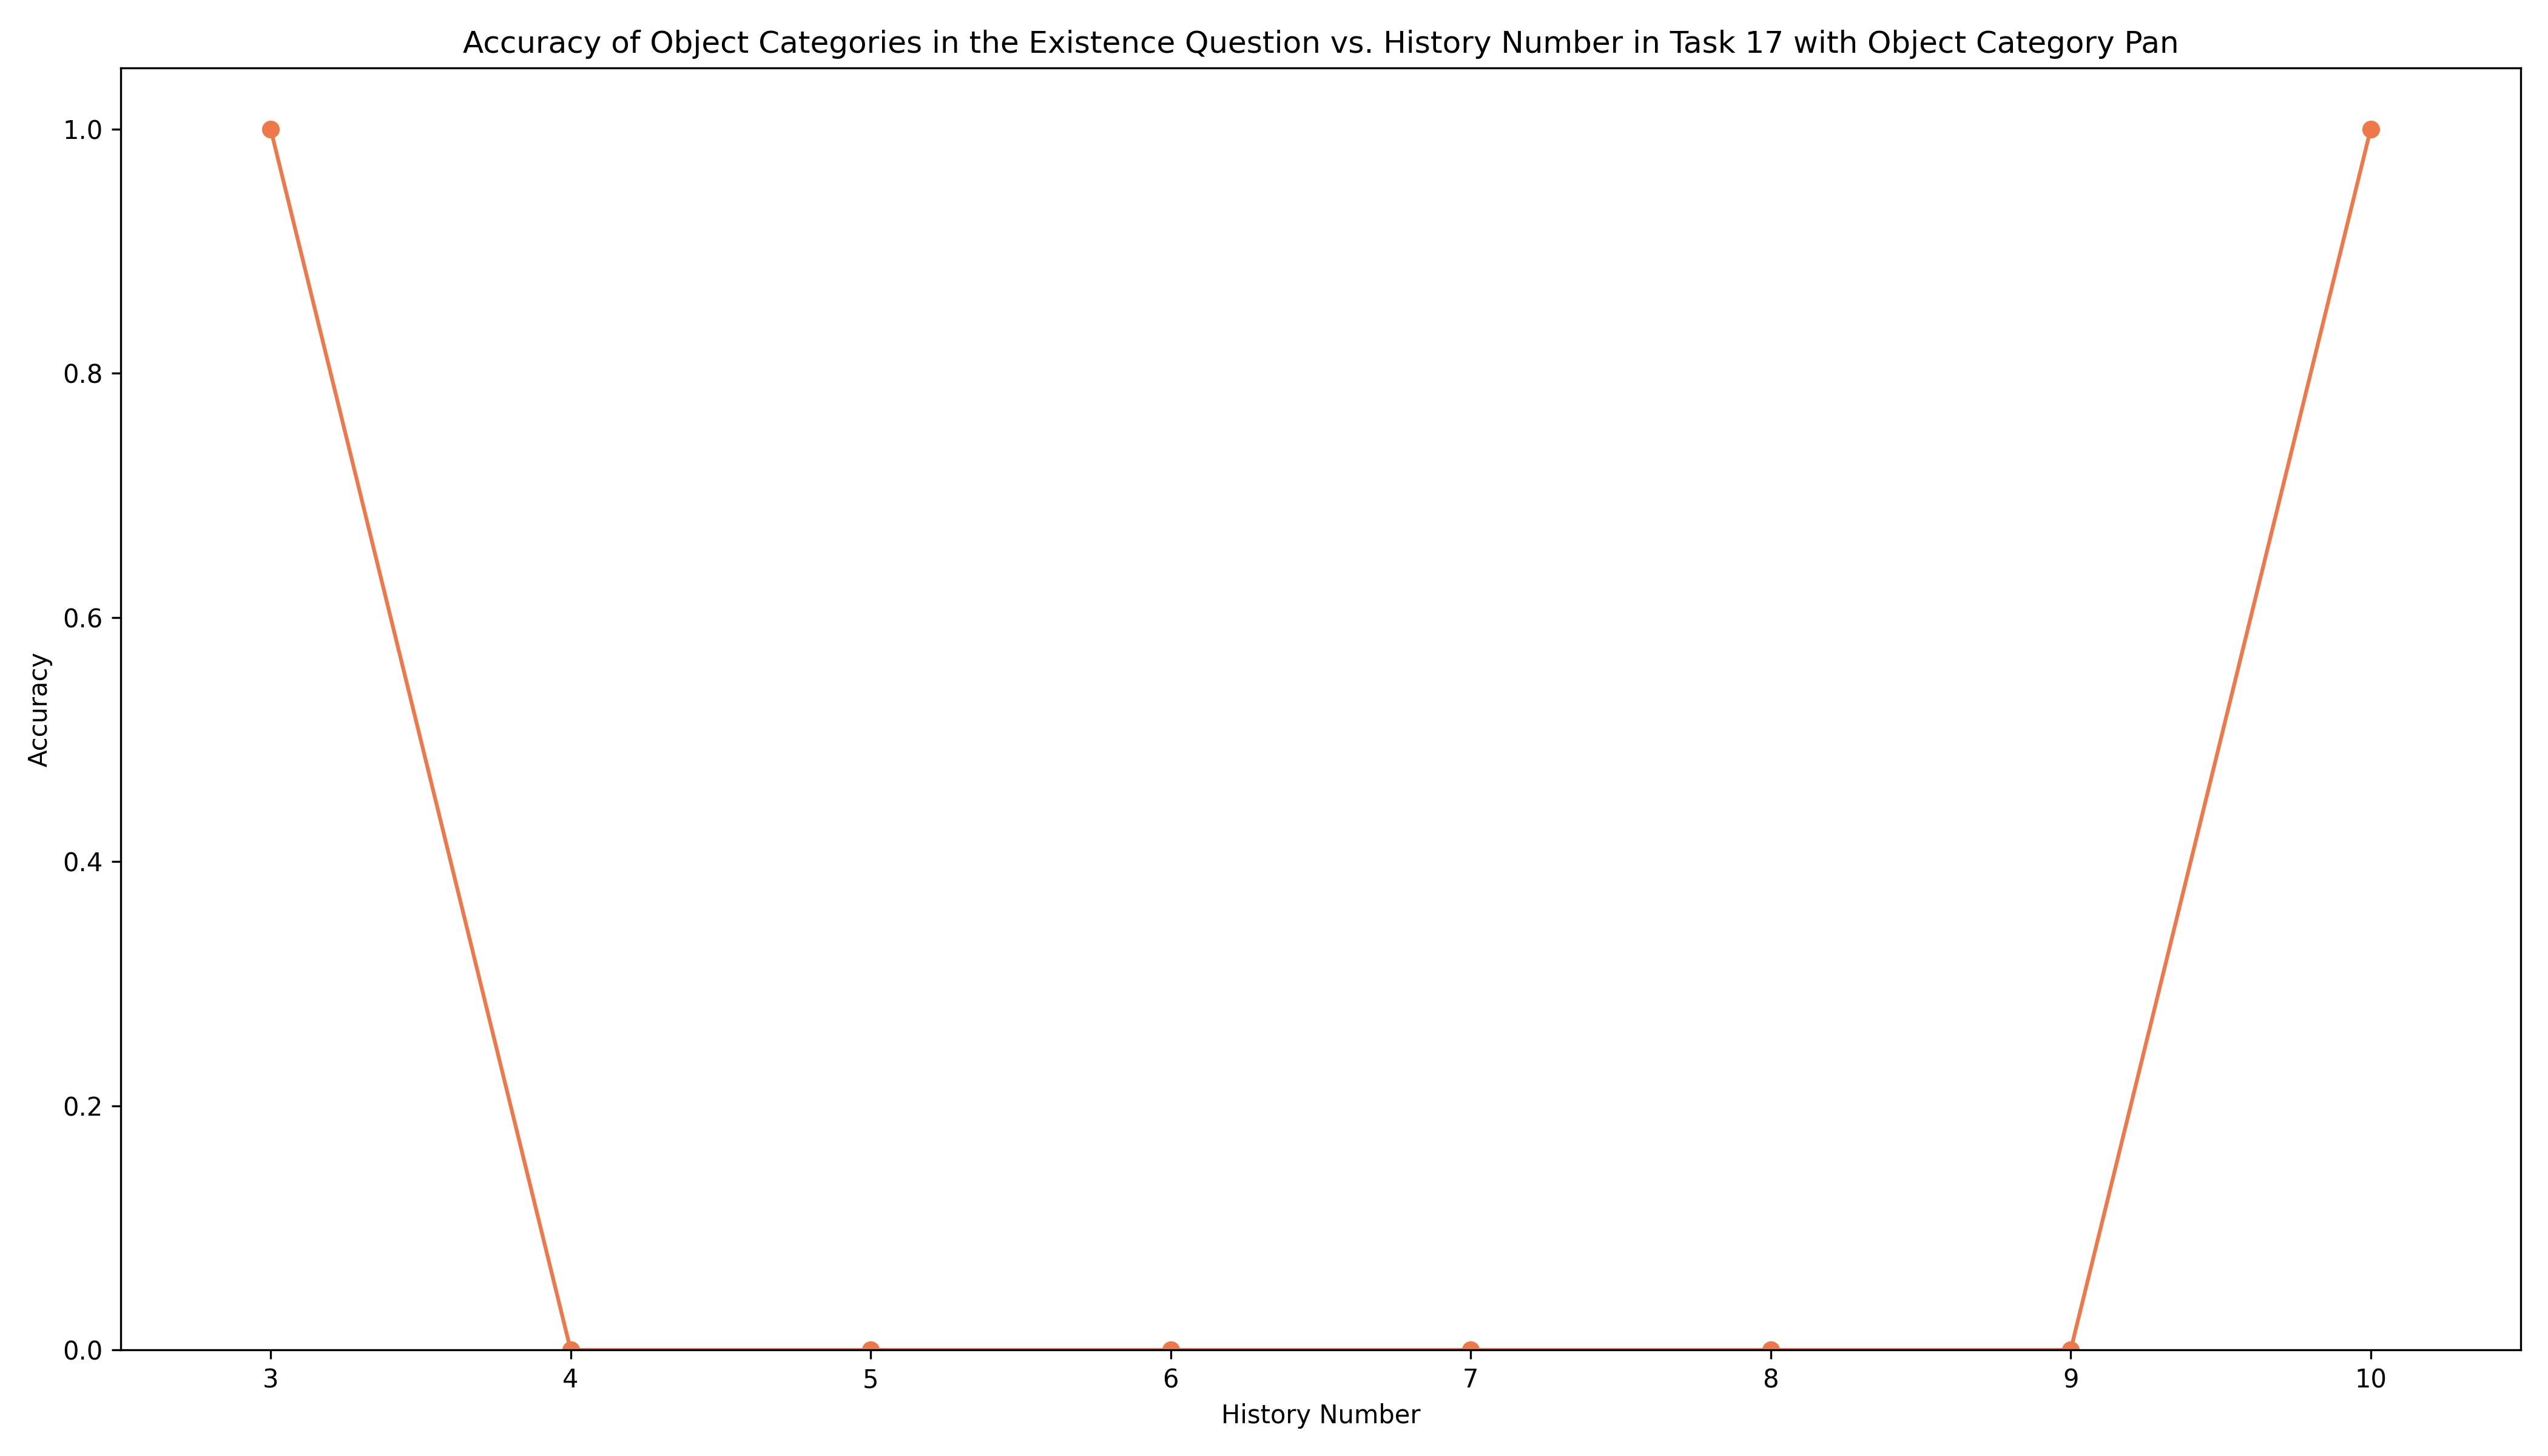 Accuracy of Object Categories in the Existence Question vs. History Number in Task 17 with Object Category Pan
1.0
0.8
0.6
0.4
0.2
0.0
Accuracy
3 4 5 6 7 8 9 10
History Number